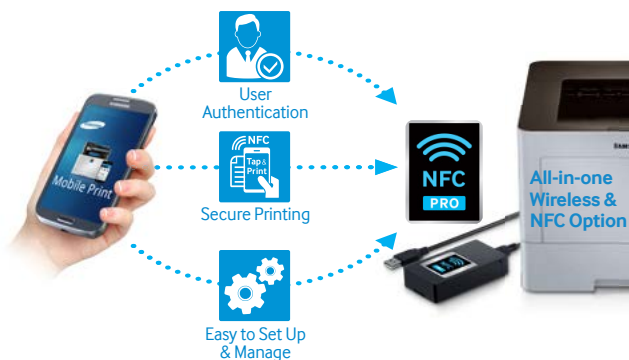 User
Authentication
NFC
Tap &
Print
Secure Printing
Easy to Set Up
& Manage
SAMSUNG
Mobile Print
NFC
PRO
All-in-one
Wireless &
NFC Option